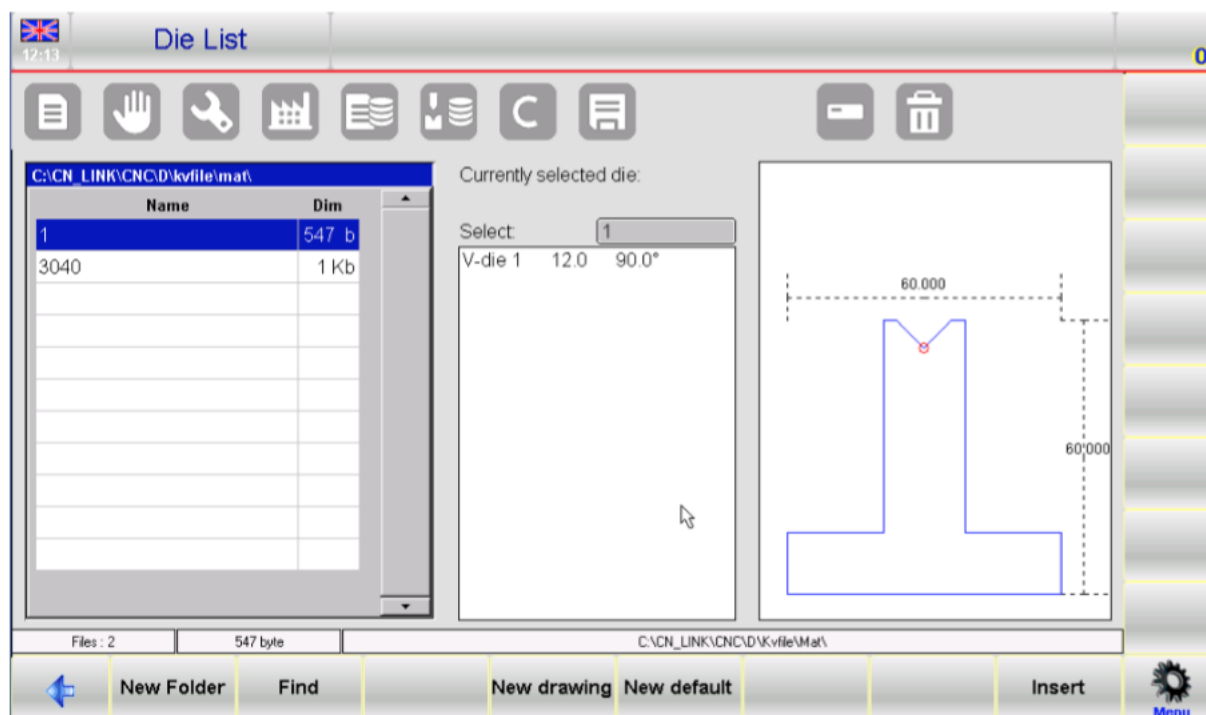 12:13
Die List
0
C
C:\CN_LINK\CNC\D\kvfile\mat\
Name Dim
1 547 b
3040 1 Kb
Currently selected die:
Select: 1
V-die 1 12.0 90.0°
60.000
60.000
Files : 2 547 byte C:\CN_LINK\CNC\D\Kvfile\Mat\
New Folder Find New drawing New default Insert
Menu